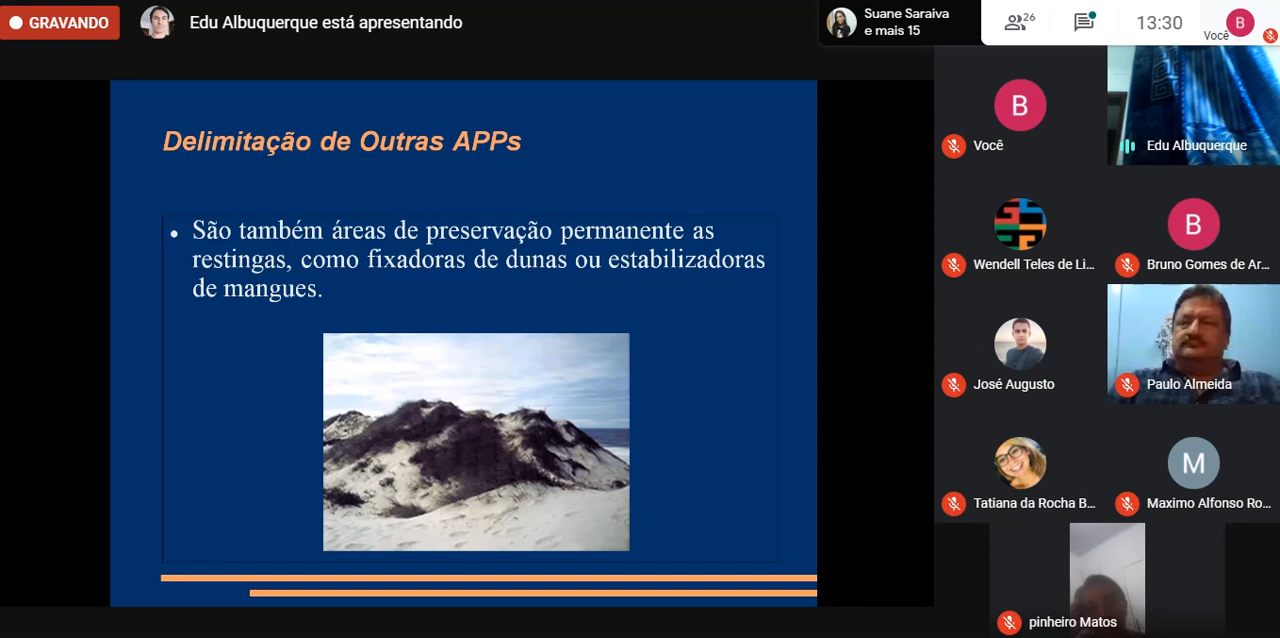 GRAVANDO
Edu Albuquerque está apresentando
Suane Saraiva
e mais 15
26
13:30
Você
B
Delimitação de Outras APPs
• São também áreas de preservação permanente as
restingas, como fixadoras de dunas ou estabilizadoras
de mangues.
B
Você
Edu Albuquerque
Wendell Teles de Li...
B
Bruno Gomes de Ar...
José Augusto
Paulo Almeida
Tatiana da Rocha B...
M
Maximo Alfonso Ro...
pinheiro Matos